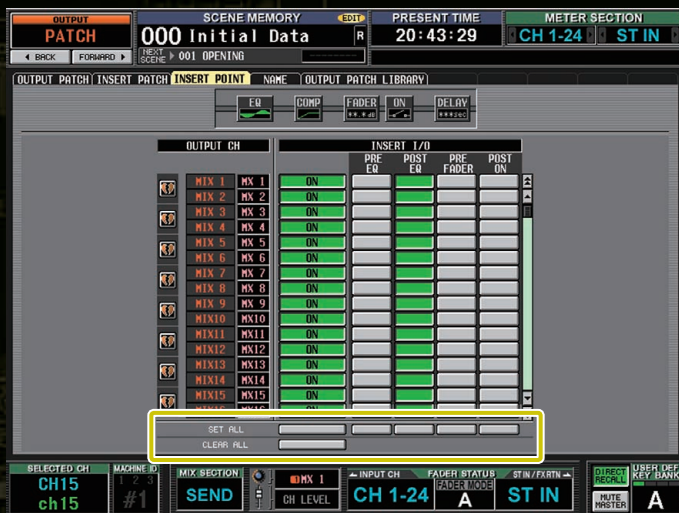 OUTPUT
PATCH
SCENE MEMORY
EDIT
000 Initial Data
R
PRESENT TIME
20:43:29
METER SECTION
CH 1-24
ST IN
BACK
FORWARD
NEXT SCENE
001 OPENING
OUTPUT PATCH
INSERT PATCH
INSERT POINT
NAME
OUTPUT PATCH LIBRARY
EQ
COMP
FADER
**.* dB
ON
DELAY
***sec
OUTPUT CH
INSERT I/O
PRE EQ
POST EQ
PRE FADER
POST ON
MIX 1 MX 1 ON
MIX 2 MX 2 ON
MIX 3 MX 3 ON
MIX 4 MX 4 ON
MIX 5 MX 5 ON
MIX 6 MX 6 ON
MIX 7 MX 7 ON
MIX 8 MX 8 ON
MIX 9 MX 9 ON
MIX10 MX10 ON
MIX11 MX11 ON
MIX12 MX12 ON
MIX13 MX13 ON
MIX14 MX14 ON
MIX15 MX15 ON
SET ALL
CLEAR ALL
SELECTED CH
CH15
ch15
MACHINE ID
1 2 3
#1
MIX SECTION
SEND
MX 1
CH LEVEL
INPUT CH
CH 1-24
FADER STATUS
FADER MODE
A
ST IN/FXRTN
ST IN
DIRECT RECALL
MUTE MASTER
USER DEF
KEY BANK
A